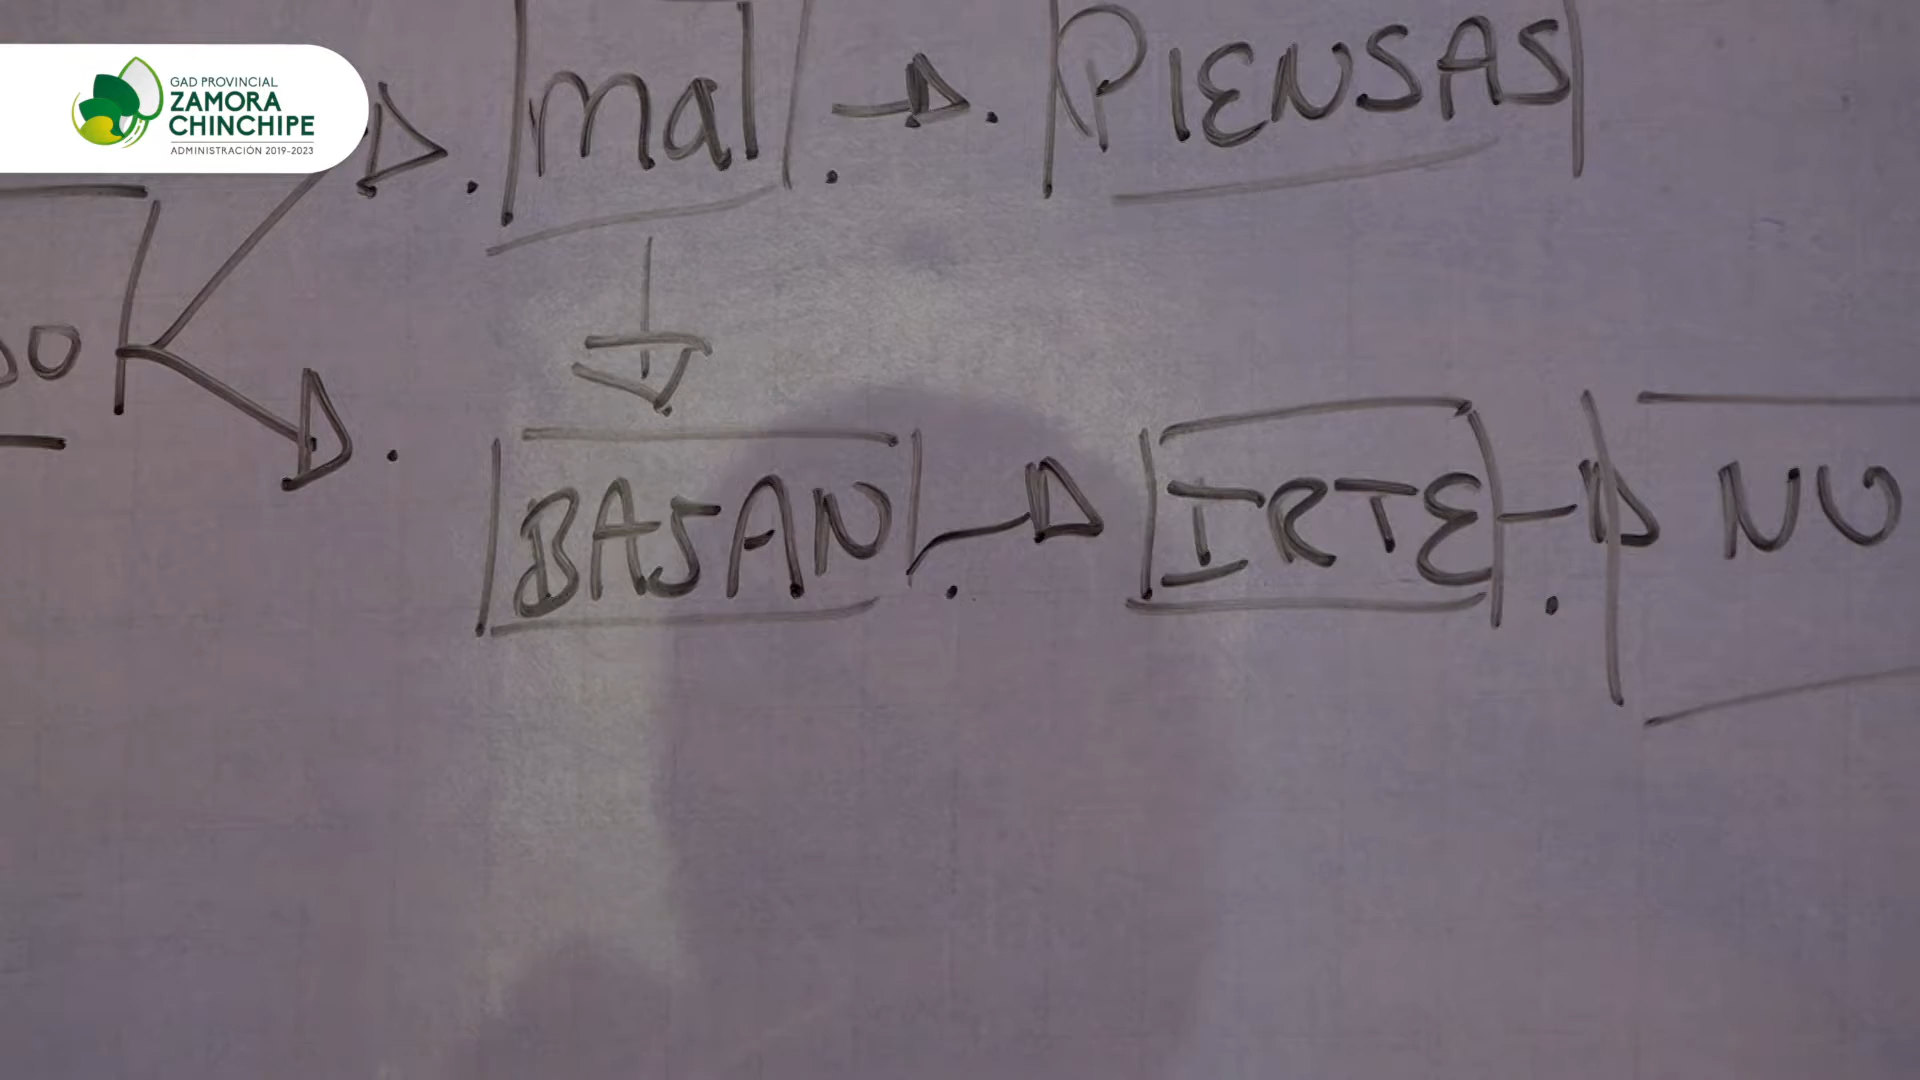 GAD PROVINCIAL
ZAMORA
CHINCHIPE
ADMINISTRACIÓN 2019-2023
mal PIENSAS
BASAN IRTE NO